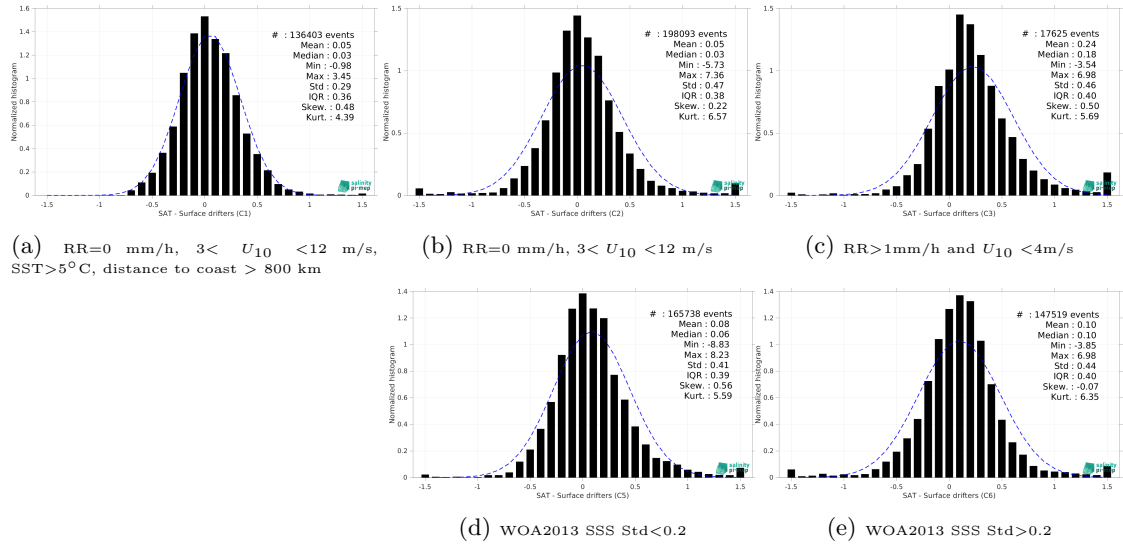 1.6
1.4
1.2
1
0.8
0.6
0.4
0.2
0
Normalized histogram
# : 136403 events
Mean : 0.05
Median : 0.03
Min : -0.98
Max : 3.45
Std : 0.29
IQR : 0.36
Skew. : 0.48
Kurt. : 4.39
salinity
pi-mep
-1.5 -1 -0.5 0 0.5 1 1.5
SAT - Surface drifters (C1)
(a) RR=0 mm/h, 3< U10 <12 m/s,
SST>5°C, distance to coast > 800 km
1.5
1
0.5
0
Normalized histogram
# : 198093 events
Mean : 0.05
Median : 0.03
Min : -5.73
Max : 7.36
Std : 0.47
IQR : 0.38
Skew. : 0.22
Kurt. : 6.57
salinity
pi-mep
-1.5 -1 -0.5 0 0.5 1 1.5
SAT - Surface drifters (C2)
(b) RR=0 mm/h, 3< U10 <12 m/s
1.5
1
0.5
0
Normalized histogram
# : 17625 events
Mean : 0.24
Median : 0.18
Min : -3.54
Max : 6.98
Std : 0.46
IQR : 0.40
Skew. : 0.50
Kurt. : 5.69
salinity
pi-mep
-1.5 -1 -0.5 0 0.5 1 1.5
SAT - Surface drifters (C3)
(c) RR>1mm/h and U10 <4m/s
1.4
1.2
1
0.8
0.6
0.4
0.2
0
Normalized histogram
# : 165738 events
Mean : 0.08
Median : 0.06
Min : -8.83
Max : 8.23
Std : 0.41
IQR : 0.39
Skew. : 0.56
Kurt. : 5.59
salinity
pi-mep
-1.5 -1 -0.5 0 0.5 1 1.5
SAT - Surface drifters (C5)
(d) WOA2013 SSS Std<0.2
1.4
1.2
1
0.8
0.6
0.4
0.2
0
Normalized histogram
# : 147519 events
Mean : 0.10
Median : 0.10
Min : -3.85
Max : 6.98
Std : 0.44
IQR : 0.40
Skew. : -0.07
Kurt. : 6.35
salinity
pi-mep
-1.5 -1 -0.5 0 0.5 1 1.5
SAT - Surface drifters (C6)
(e) WOA2013 SSS Std>0.2